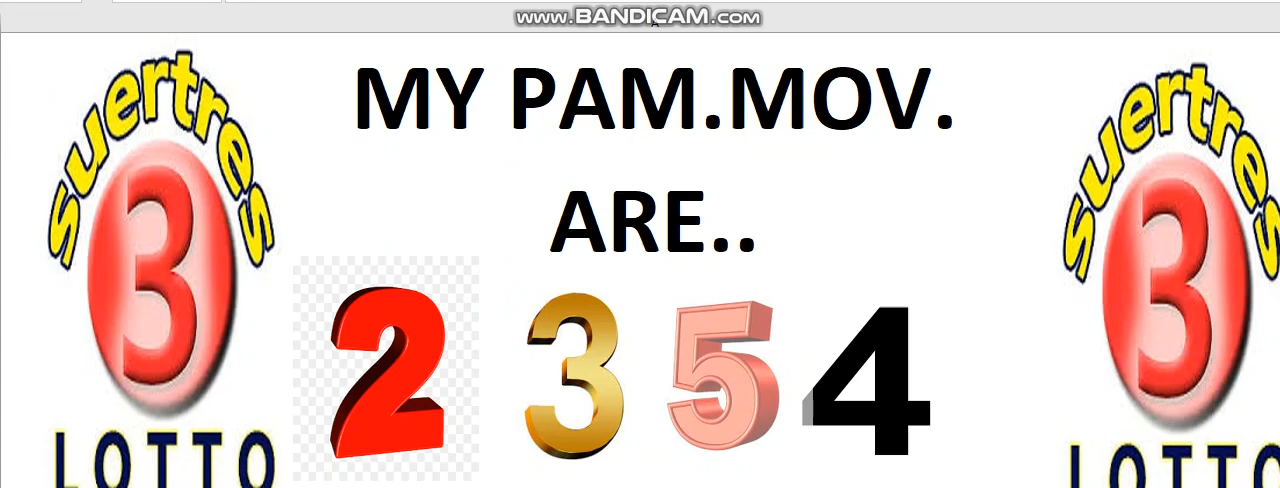 www.BANDICAM.com
MY PAM.MOV.
ARE..
2 3 5 4
suertres
3
LOTTO
suertres
3
LOTTO